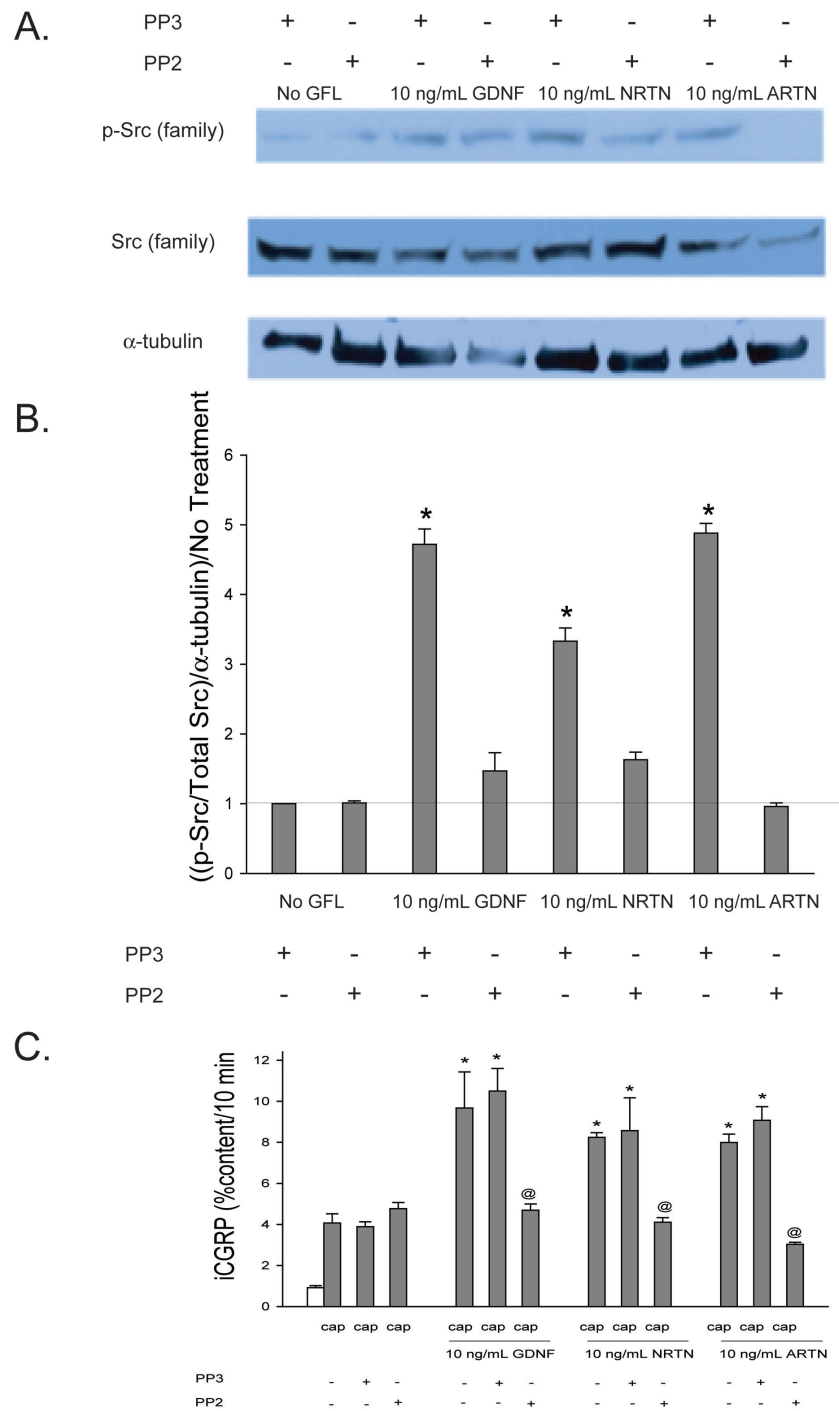 A.
PP3 + - + - + - + -
PP2 - + - + - + - +
No GFL 10 ng/mL GDNF 10 ng/mL NRTN 10 ng/mL ARTN
p-Src (family)
Src (family)
α-tubulin
B.
((p-Src/Total Src)/α-tubulin)/No Treatment
6
5
4
3
2
1
0
* * *
No GFL 10 ng/mL GDNF 10 ng/mL NRTN 10 ng/mL ARTN
PP3 + - + - + - + -
PP2 - + - + - + - +
C.
iCGRP (%content/10 min
12
10
8
6
4
2
0
* * @ * * @ * * @
cap cap cap cap cap cap cap cap cap cap cap cap
10 ng/mL GDNF 10 ng/mL NRTN 10 ng/mL ARTN
PP3 - + - - + - - + - - + -
PP2 - - + - - + - - + - - +